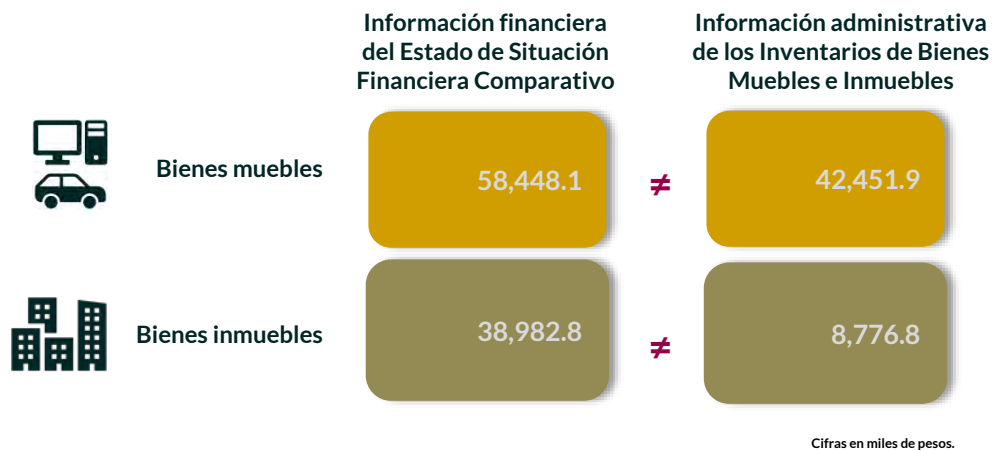 Información financiera
del Estado de Situación
Financiera Comparativo
Información administrativa
de los Inventarios de Bienes
Muebles e Inmuebles
Bienes muebles
58,448.1
≠
42,451.9
Bienes inmuebles
38,982.8
≠
8,776.8
Cifras en miles de pesos.